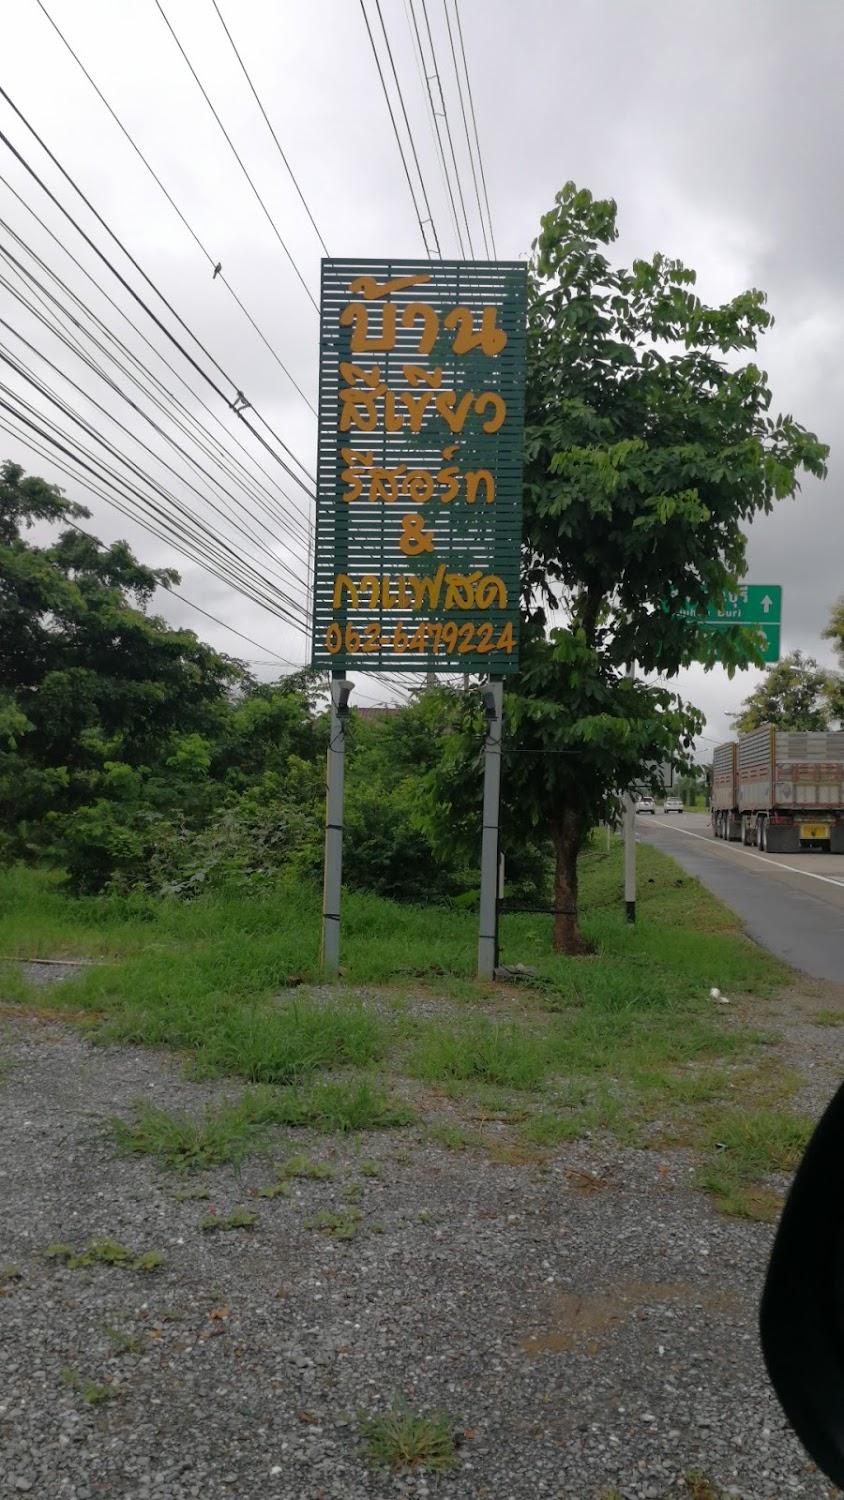 บ้าน
สีเขียว
รีสอร์ท
&
กาแฟสด
062-6479224
Buri